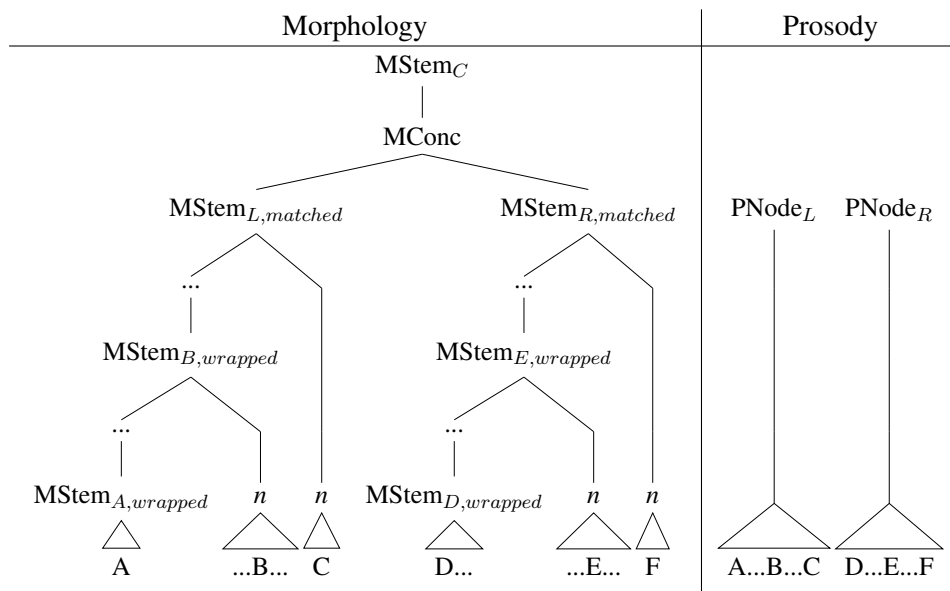 Morphology Prosody
MStem_C
MConc
MStem_{L,matched} MStem_{R,matched} PNode_L PNode_R
... ...
MStem_{B,wrapped} MStem_{E,wrapped}
... ...
MStem_{A,wrapped} n n MStem_{D,wrapped} n n
A ...B... C D... ...E... F A...B...C D...E...F